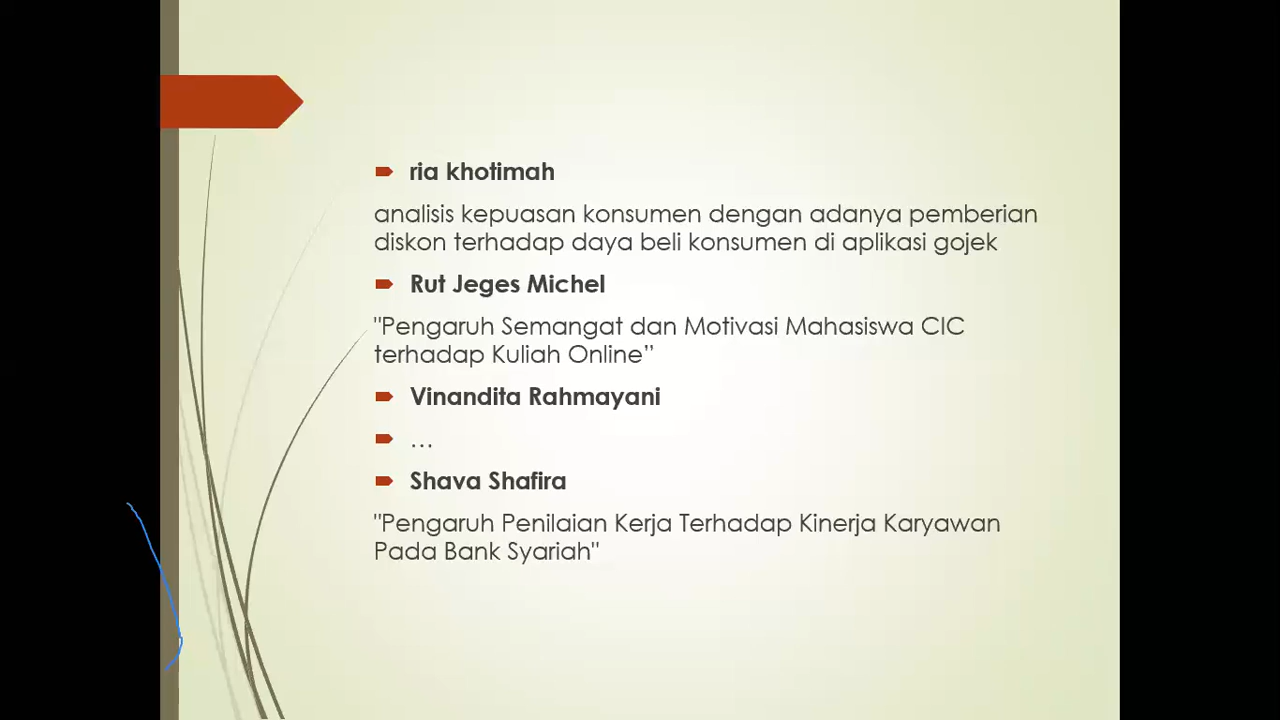 ria khotimah
analisis kepuasan konsumen dengan adanya pemberian
diskon terhadap daya beli konsumen di aplikasi gojek
Rut Jeges Michel
"Pengaruh Semangat dan Motivasi Mahasiswa CIC
terhadap Kuliah Online”
Vinandita Rahmayani
…
Shava Shafira
"Pengaruh Penilaian Kerja Terhadap Kinerja Karyawan
Pada Bank Syariah"